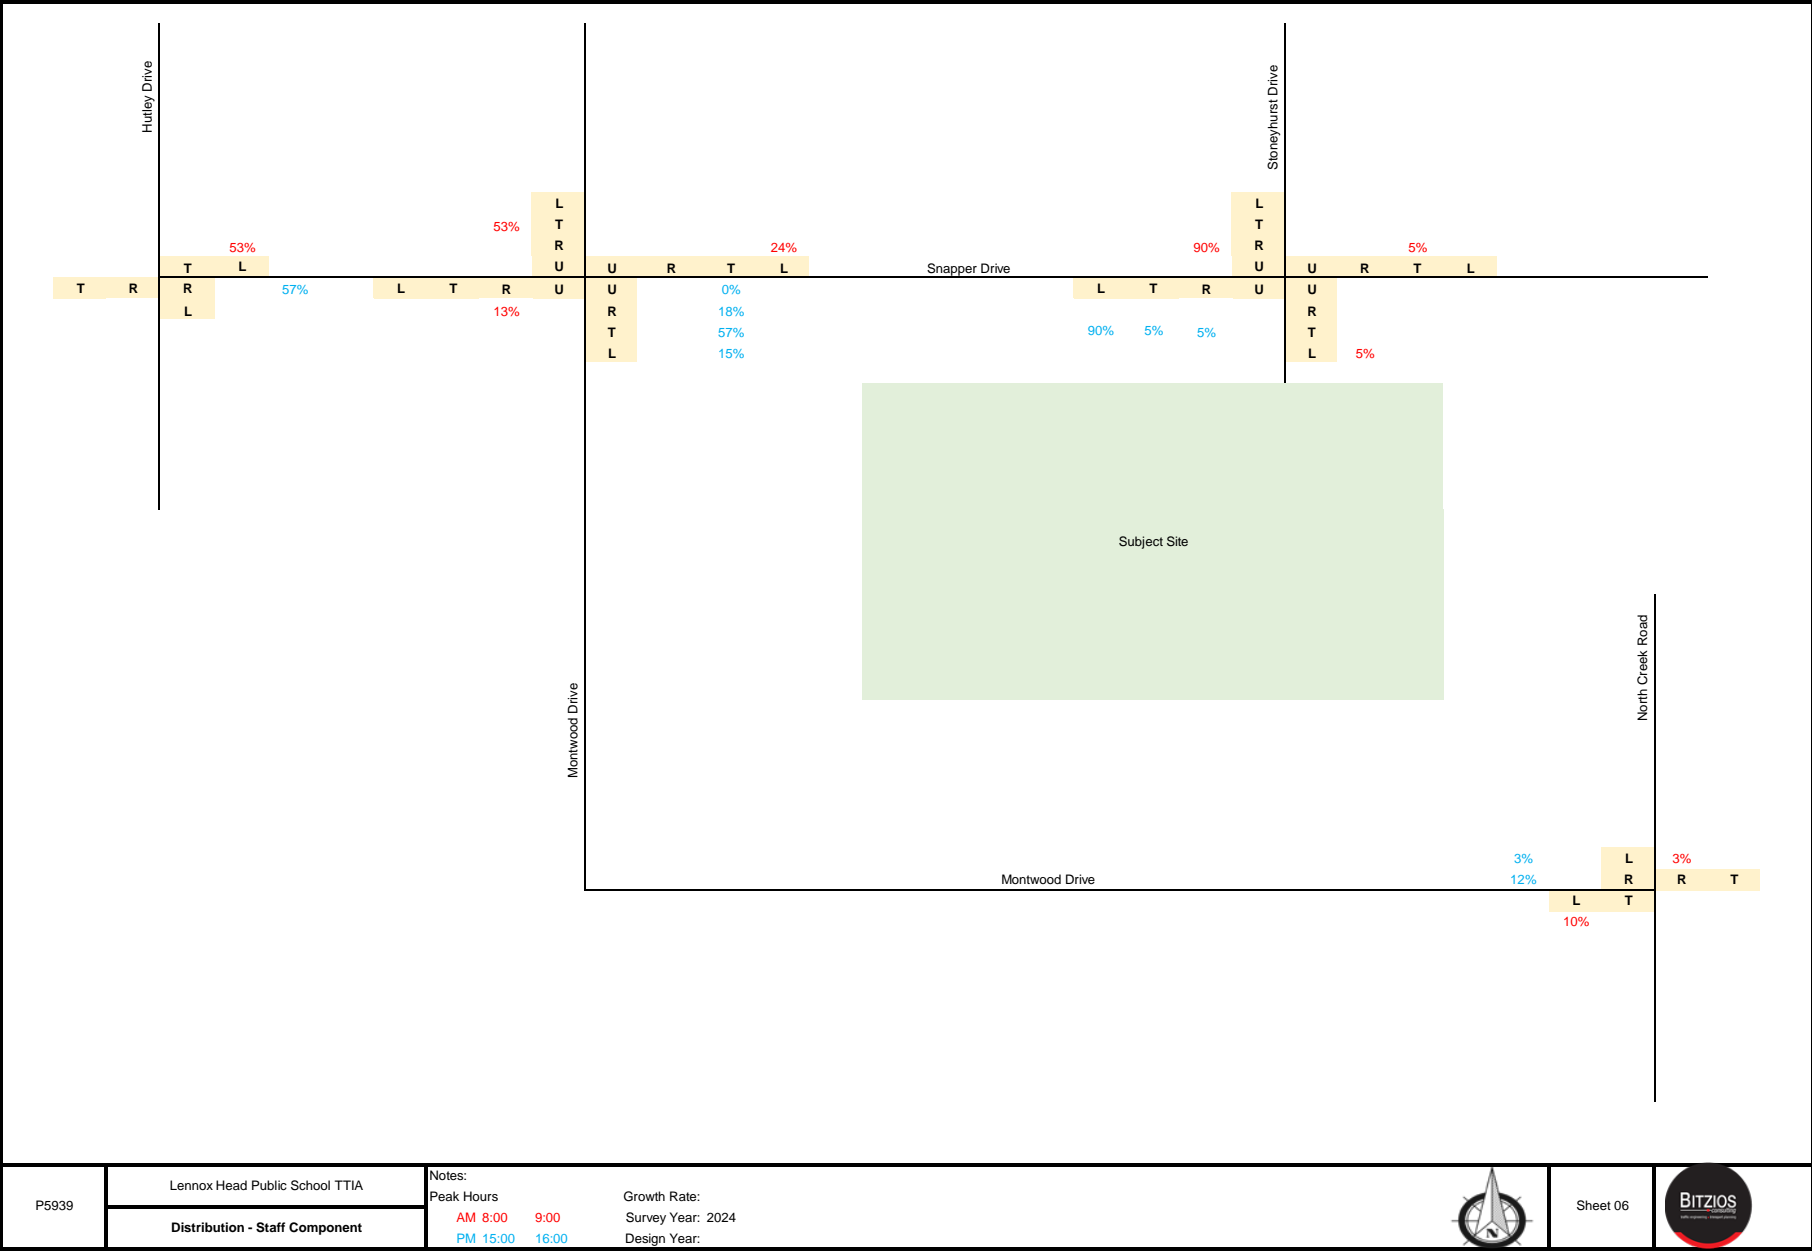 Hutley Drive
Stoneyhurst Drive
L
L
53%
T
T
53%
24%
R
90%
R
5%
T L
U
U R T L
Snapper Drive
U
U R T L
T R
R
57%
L T R U
U
0%
L T R U
U
L
13%
R
18%
R
T
57%
90% 5% 5%
T
L
15%
L
5%
Subject Site
North Creek Road
Montwood Drive
3%
L
3%
Montwood Drive
12%
R
R T
L T
10%
P5939
Lennox Head Public School TTIA
Distribution - Staff Component
Notes:
Peak Hours
Growth Rate:
AM 8:00 9:00
Survey Year: 2024
PM 15:00 16:00
Design Year:
N
Sheet 06
BITZIOS
consulting